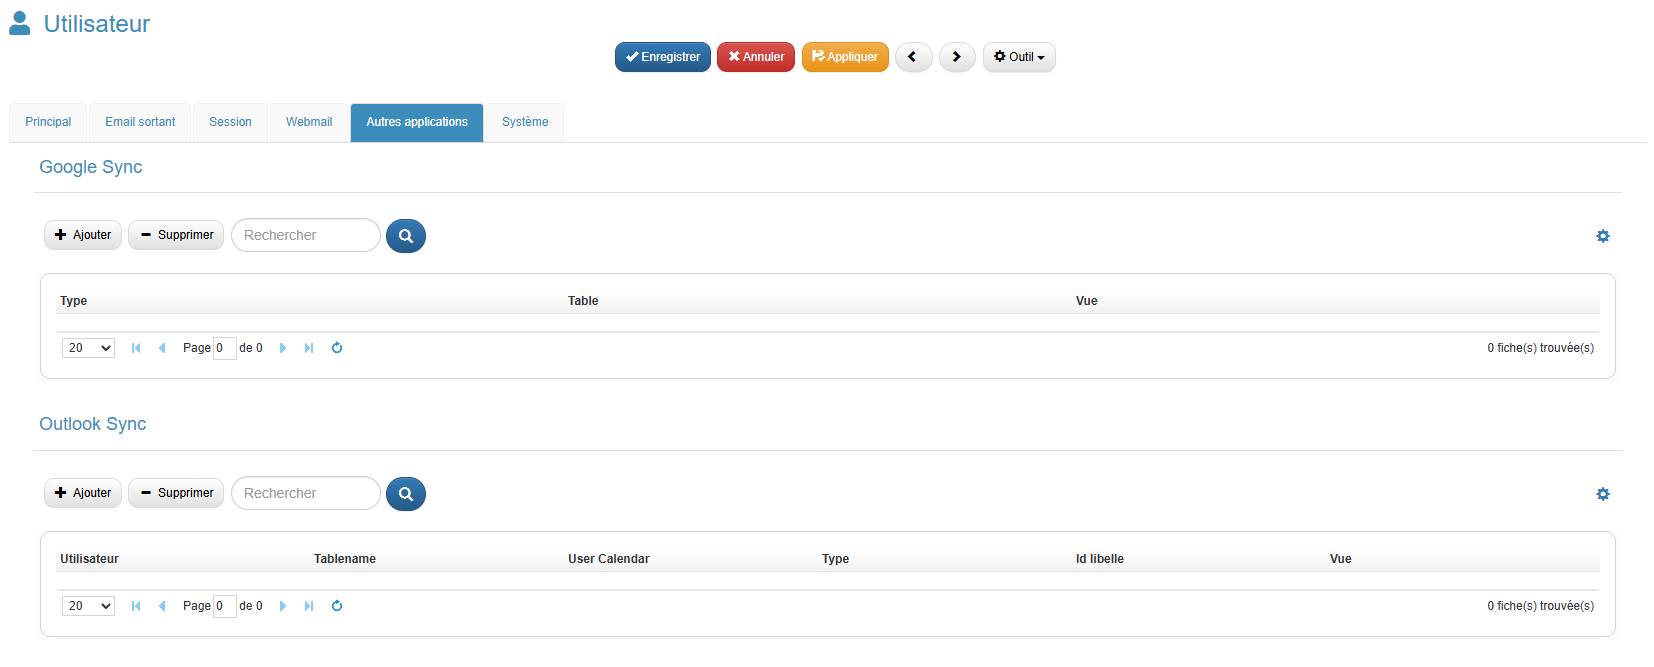 Utilisateur
Enregistrer Annuler Appliquer Outil
Principal Email sortant Session Webmail Autres applications Système
Google Sync
Ajouter Supprimer Rechercher
Type Table Vue
20 Page 0 de 0 0 fiche(s) trouvée(s)
Outlook Sync
Ajouter Supprimer Rechercher
Utilisateur Tablename User Calendar Type Id libelle Vue
20 Page 0 de 0 0 fiche(s) trouvée(s)